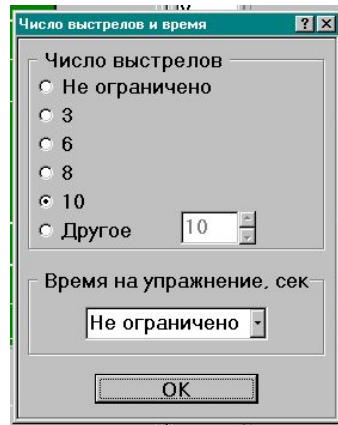 Число выстрелов и время
Число выстрелов
Не ограничено
3
6
8
10
Другое 10
Время на упражнение, сек
Не ограничено
OK